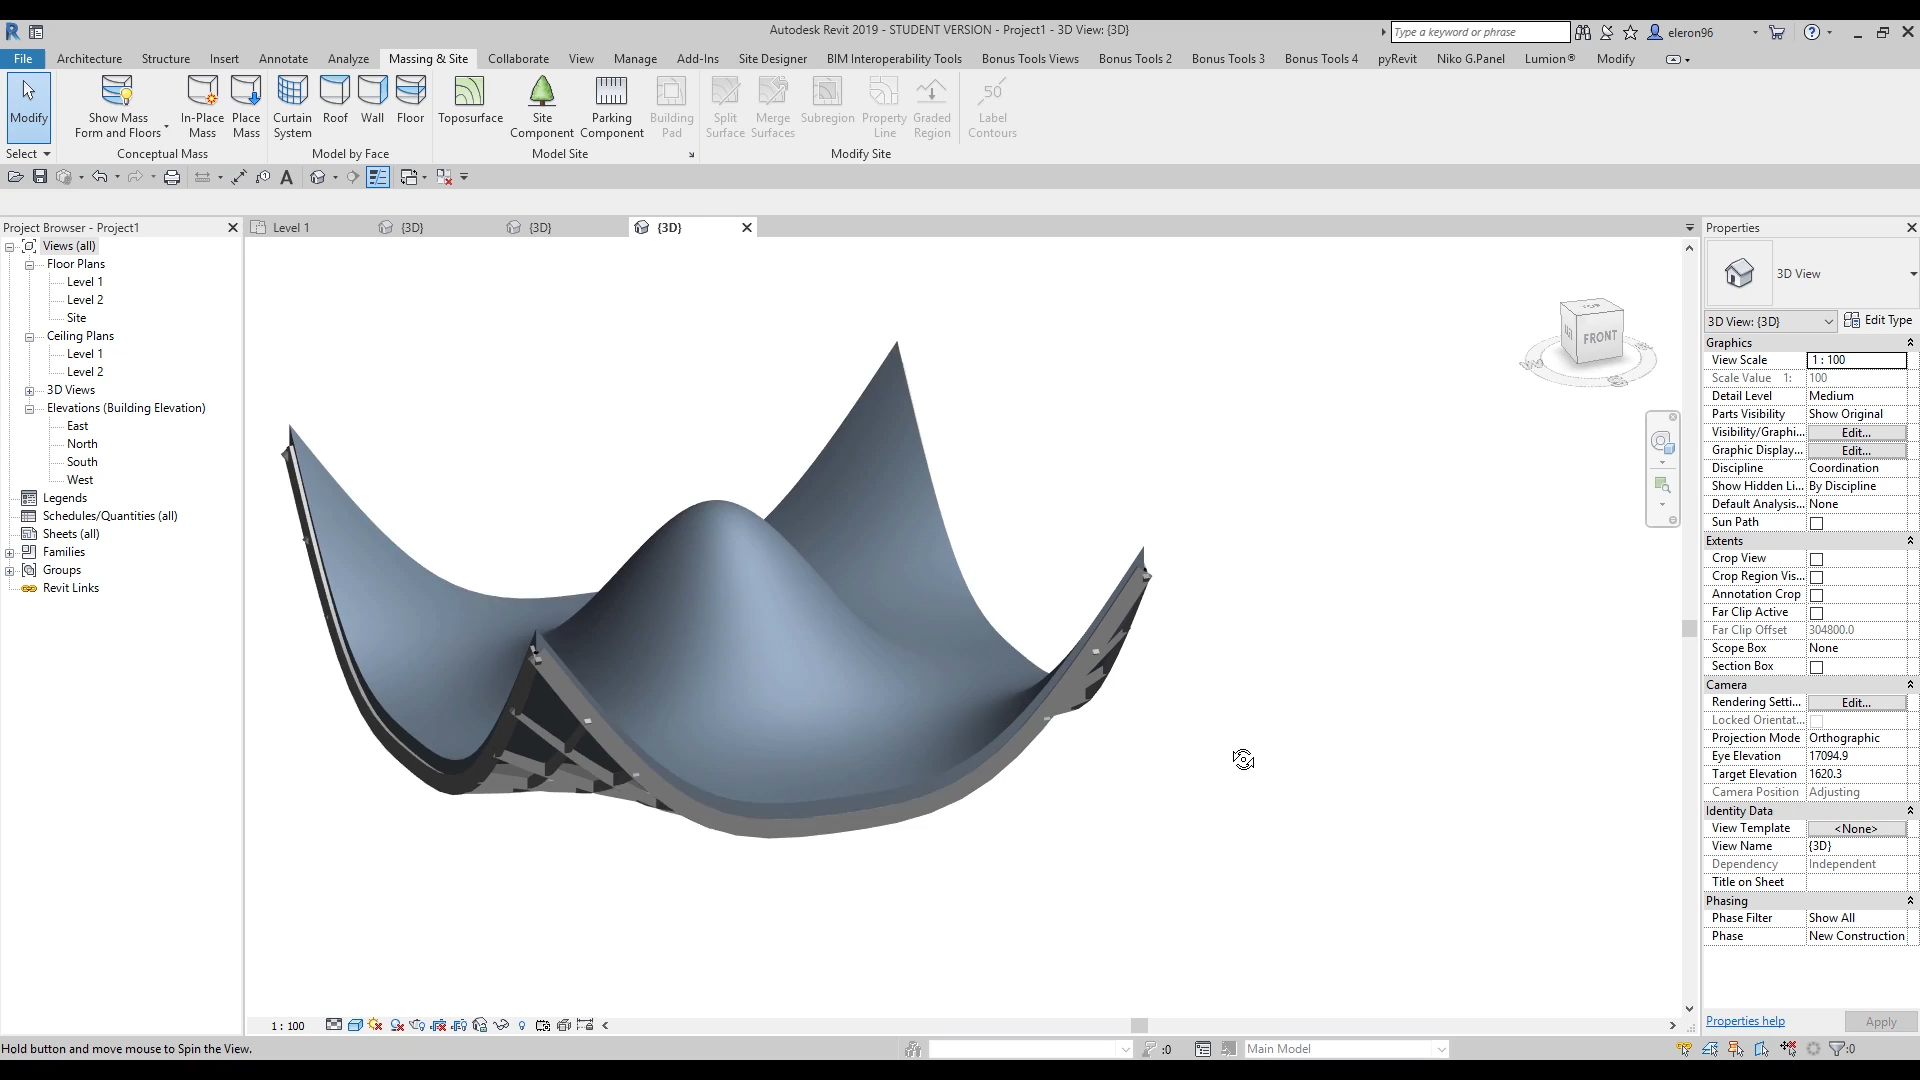 Autodesk Revit 2019 - STUDENT VERSION - Project1 - 3D View: {3D}
Type a keyword or phrase
eleron96
File Architecture Structure Insert Annotate Analyze Massing & Site Collaborate View Manage Add-Ins Site Designer BIM Interoperability Tools Bonus Tools Views Bonus Tools 2 Bonus Tools 3 Bonus Tools 4 pyRevit Niko G.Panel Lumion® Modify
Modify
Show Mass Form and Floors
In-Place Mass
Place Mass
Curtain System
Roof
Wall
Floor
Toposurface
Site Component
Parking Component
Building Pad
Split Surface
Merge Surfaces
Subregion
Property Line
Graded Region
50
Label Contours
Select
Conceptual Mass
Model by Face
Model Site
Modify Site
A
Project Browser - Project1
Level 1
{3D}
{3D}
{3D}
Properties
Views (all)
Floor Plans
Level 1
Level 2
Site
Ceiling Plans
Level 1
Level 2
3D Views
Elevations (Building Elevation)
East
North
South
West
Legends
Schedules/Quantities (all)
Sheets (all)
Families
Groups
Revit Links
TOP
FRONT
3D View
3D View: {3D}
Edit Type
Graphics
View Scale 1 : 100
Scale Value 1: 100
Detail Level Medium
Parts Visibility Show Original
Visibility/Graphi... Edit...
Graphic Display... Edit...
Discipline Coordination
Show Hidden Li... By Discipline
Default Analysis... None
Sun Path
Extents
Crop View
Crop Region Vis...
Annotation Crop
Far Clip Active
Far Clip Offset 304800.0
Scope Box None
Section Box
Camera
Rendering Setti... Edit...
Locked Orientat...
Projection Mode Orthographic
Eye Elevation 17094.9
Target Elevation 1620.3
Camera Position Adjusting
Identity Data
View Template <None>
View Name {3D}
Dependency Independent
Title on Sheet
Phasing
Phase Filter Show All
Phase New Construction
Properties help
Apply
1 : 100
Hold button and move mouse to Spin the View.
:0
Main Model
:0